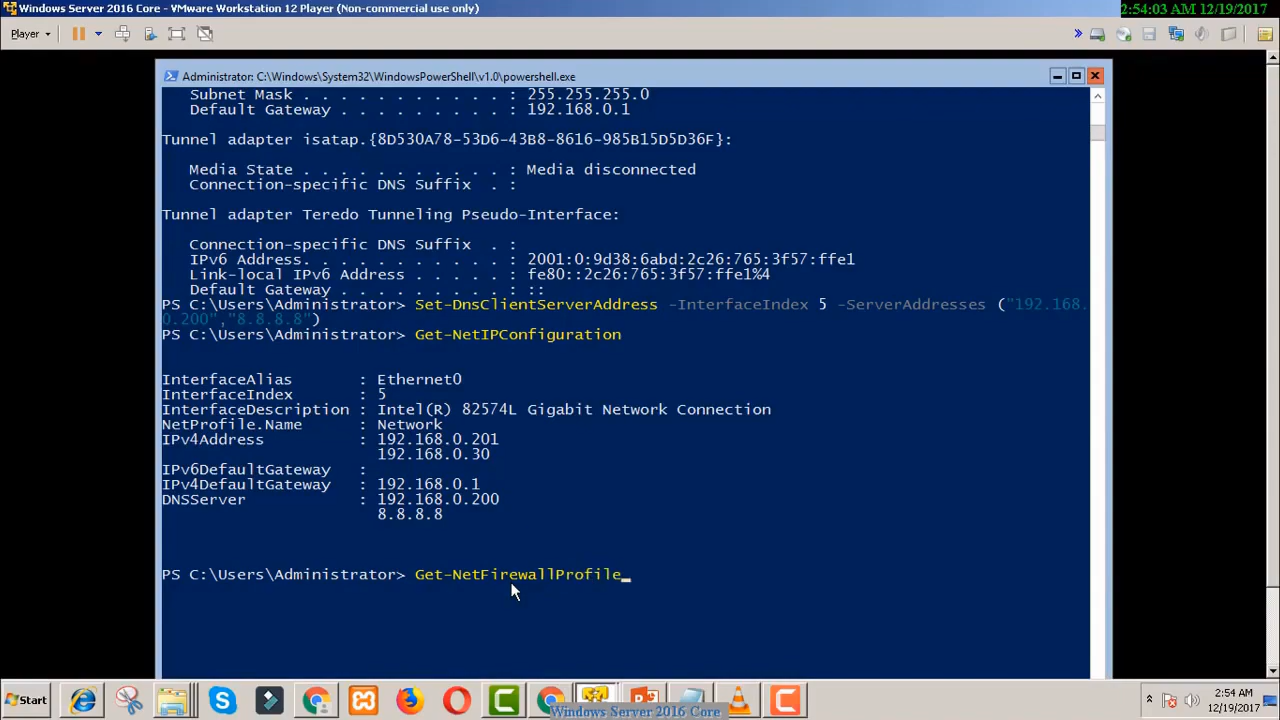 Windows Server 2016 Core - VMware Workstation 12 Player (Non-commercial use only)
2:54:03 AM 12/19/2017
Player
Administrator: C:\Windows\System32\WindowsPowerShell\v1.0\powershell.exe
Subnet Mask . . . . . . . . . . . : 255.255.255.0
Default Gateway . . . . . . . . . : 192.168.0.1
Tunnel adapter isatap.{8D530A78-53D6-43B8-8616-985B15D5D36F}:
Media State . . . . . . . . . . . : Media disconnected
Connection-specific DNS Suffix  . :
Tunnel adapter Teredo Tunneling Pseudo-Interface:
Connection-specific DNS Suffix  . :
IPv6 Address. . . . . . . . . . . : 2001:0:9d38:6abd:2c26:765:3f57:ffe1
Link-local IPv6 Address . . . . . : fe80::2c26:765:3f57:ffe1%4
Default Gateway . . . . . . . . . : ::
PS C:\Users\Administrator> Set-DnsClientServerAddress -InterfaceIndex 5 -ServerAddresses ("192.168.
0.200","8.8.8.8")
PS C:\Users\Administrator> Get-NetIPConfiguration
InterfaceAlias       : Ethernet0
InterfaceIndex       : 5
InterfaceDescription : Intel(R) 82574L Gigabit Network Connection
NetProfile.Name      : Network
IPv4Address          : 192.168.0.201
192.168.0.30
IPv6DefaultGateway   :
IPv4DefaultGateway   : 192.168.0.1
DNSServer            : 192.168.0.200
8.8.8.8
PS C:\Users\Administrator> Get-NetFirewallProfile_
Start
2:54 AM
Windows Server 2016 Core